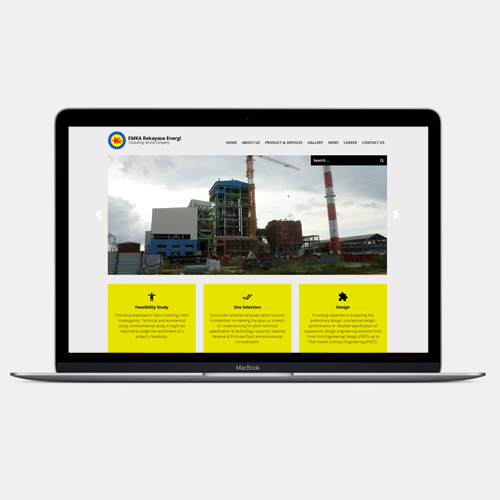 EMKA Rekayasa Energi
Consulting Service Company
HOME ABOUT US PRODUCT & SERVICES GALLERY NEWS CAREER CONTACT US
Search ...
Feasibility Study
Providing expertise in Data Collecting, Field
Investigation, Technical and economical
study, environmental study, it might be
required to judge the worthiness of a
project's feasibility.
Site Selection
Successful selection of power plant location
is important to meeting the goal, as a result
of compromising for plant technical
specification & technology required, National
Reserve & End-use Plant and economical
consideration
Design
Providing expertise in preparing the
preliminary design, conceptual design,
performance or detailed specification of
equipment, design engineering activities from
Front End Engineering Design (FEED) up to
Post Award Contract Engineering (PACE)
MacBook